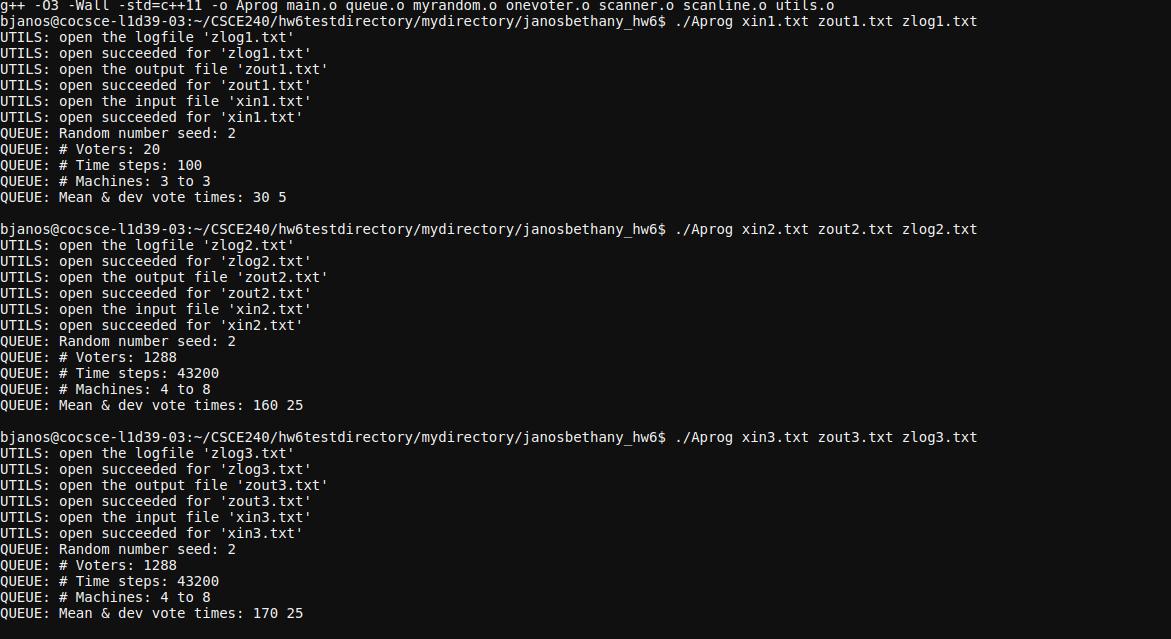 g++ -O3 -Wall -std=c++11 -o Aprog main.o queue.o myrandom.o onevoter.o scanner.o scanline.o utils.o
bjanos@cocsce-l1d39-03:~/CSCE240/hw6testdirectory/mydirectory/janosbethany_hw6$ ./Aprog xin1.txt zout1.txt zlog1.txt
UTILS: open the logfile 'zlog1.txt'
UTILS: open succeeded for 'zlog1.txt'
UTILS: open the output file 'zout1.txt'
UTILS: open succeeded for 'zout1.txt'
UTILS: open the input file 'xin1.txt'
UTILS: open succeeded for 'xin1.txt'
QUEUE: Random number seed: 2
QUEUE: # Voters: 20
QUEUE: # Time steps: 100
QUEUE: # Machines: 3 to 3
QUEUE: Mean & dev vote times: 30 5
bjanos@cocsce-l1d39-03:~/CSCE240/hw6testdirectory/mydirectory/janosbethany_hw6$ ./Aprog xin2.txt zout2.txt zlog2.txt
UTILS: open the logfile 'zlog2.txt'
UTILS: open succeeded for 'zlog2.txt'
UTILS: open the output file 'zout2.txt'
UTILS: open succeeded for 'zout2.txt'
UTILS: open the input file 'xin2.txt'
UTILS: open succeeded for 'xin2.txt'
QUEUE: Random number seed: 2
QUEUE: # Voters: 1288
QUEUE: # Time steps: 43200
QUEUE: # Machines: 4 to 8
QUEUE: Mean & dev vote times: 160 25
bjanos@cocsce-l1d39-03:~/CSCE240/hw6testdirectory/mydirectory/janosbethany_hw6$ ./Aprog xin3.txt zout3.txt zlog3.txt
UTILS: open the logfile 'zlog3.txt'
UTILS: open succeeded for 'zlog3.txt'
UTILS: open the output file 'zout3.txt'
UTILS: open succeeded for 'zout3.txt'
UTILS: open the input file 'xin3.txt'
UTILS: open succeeded for 'xin3.txt'
QUEUE: Random number seed: 2
QUEUE: # Voters: 1288
QUEUE: # Time steps: 43200
QUEUE: # Machines: 4 to 8
QUEUE: Mean & dev vote times: 170 25